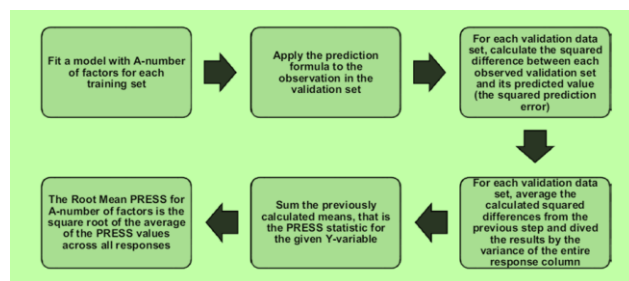 Fit a model with A-number
of factors for each
training set
Apply the prediction
formula to the
observation in the
validation set
For each validation data
set, calculate the squared
difference between each
observed validation set
and its predicted value
(the squared prediction
error)
For each validation data
set, average the
calculated squared
differences from the
previous step and dived
the results by the
variance of the entire
response column
Sum the previously
calculated means, that is
the PRESS statistic for
the given Y-variable
The Root Mean PRESS for
A-number of factors is the
square root of the average
of the PRESS values
across all responses